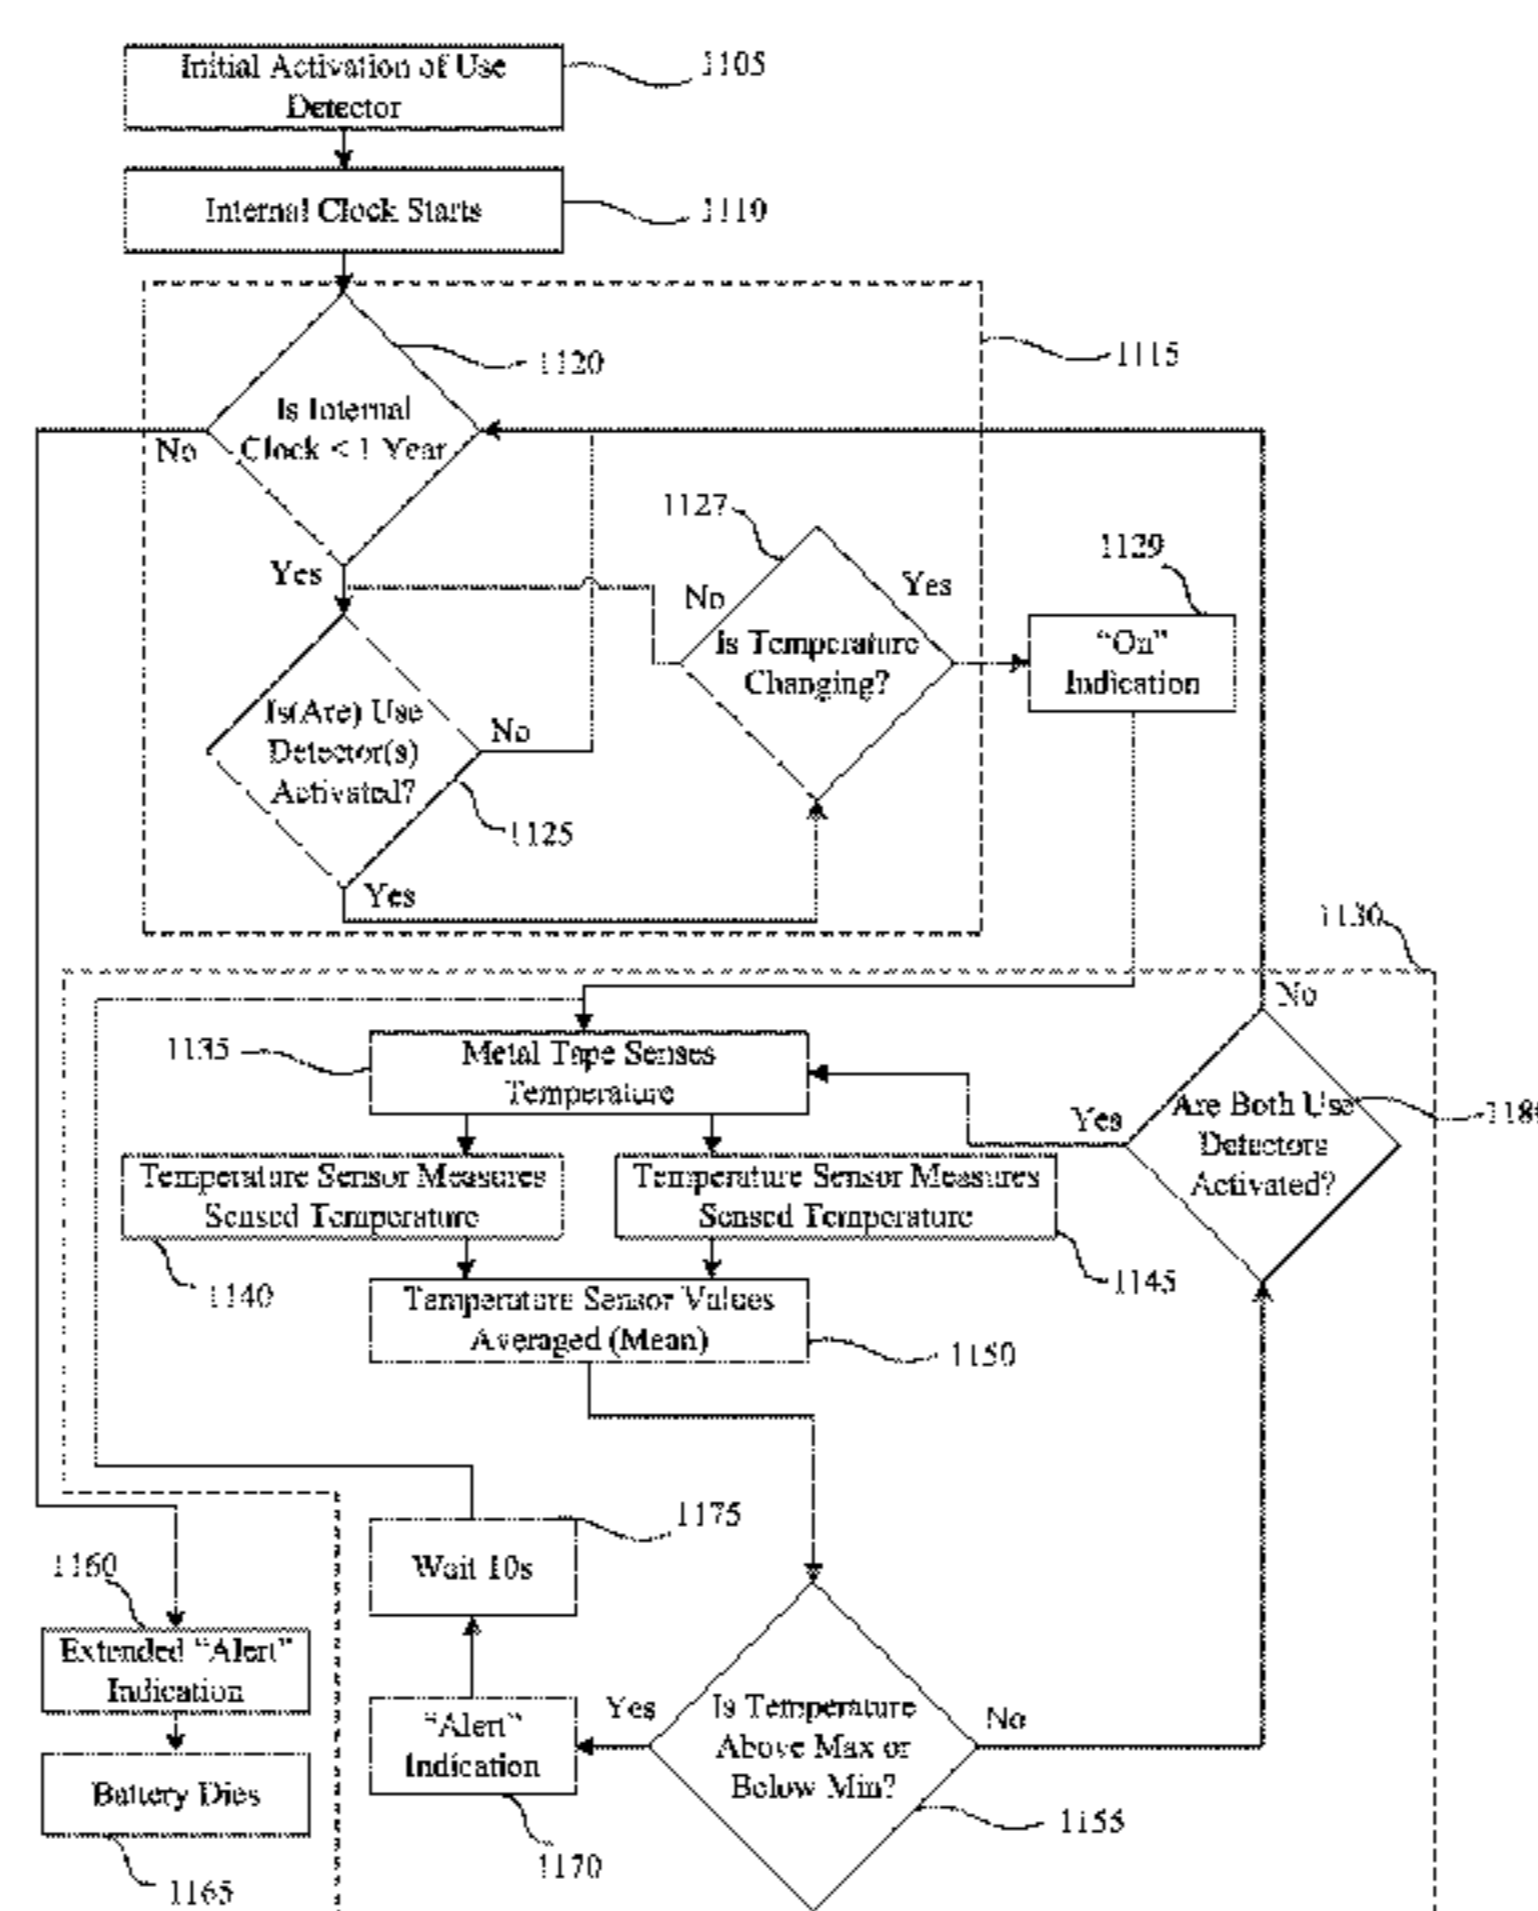 Initial Activation of Use
Detector
1105
Internal Clock Starts
1110
1120
1115
Is Internal
Clock < 1 Year
No
Yes
1127
No
Yes
Is Temperature
Changing?
1129
"On"
Indication
Is(Are) Use
Detector(s)
Activated?
No
1125
Yes
1130
No
1135
Metal Tape Senses
Temperature
Yes
Are Both Use
Detectors
Activated?
Temperature Sensor Measures
Sensed Temperature
Temperature Sensor Measures
Sensed Temperature
1140
1145
Temperature Sensor Values
Averaged (Mean)
1150
1175
Wait 10s
1160
Extended "Alert"
Indication
Yes
"Alert"
Indication
Is Temperature
Above Max or
Below Min?
No
Battery Dies
1155
1170
1165